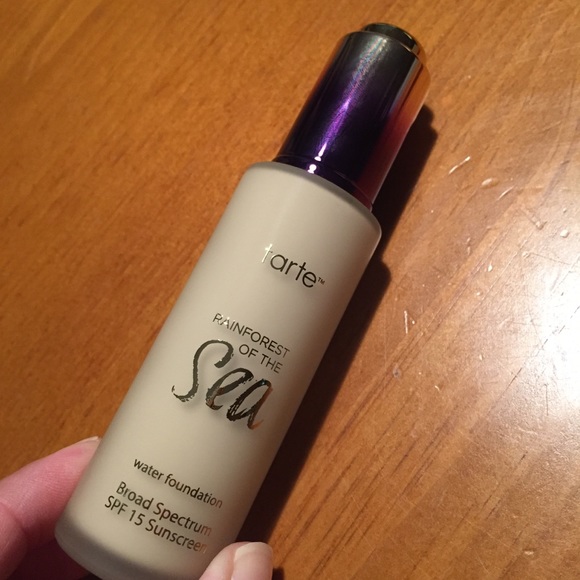 tarte™
RAINFOREST
OF THE
Sea
water foundation
Broad Spectrum
SPF 15 Sunscreen